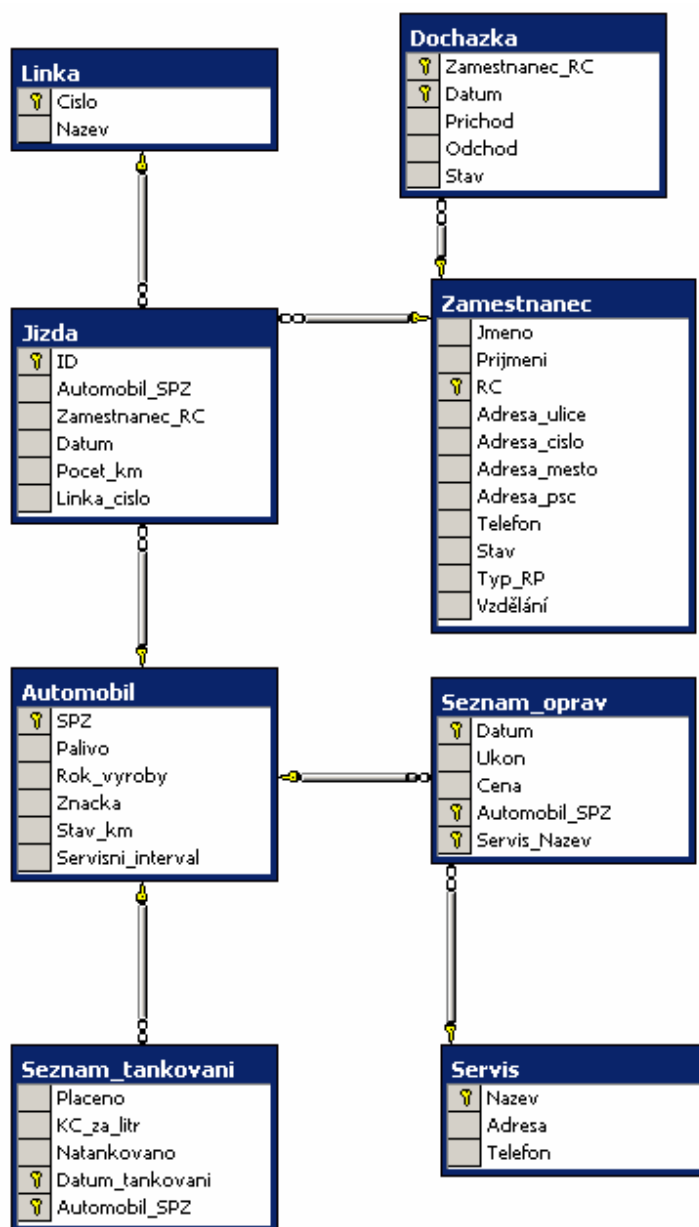 Linka
Cislo
Nazev
Dochazka
Zamestnanec_RC
Datum
Prichod
Odchod
Stav
Jizda
ID
Automobil_SPZ
Zamestnanec_RC
Datum
Pocet_km
Linka_cislo
Zamestnanec
Jmeno
Prijmeni
RC
Adresa_ulice
Adresa_cislo
Adresa_mesto
Adresa_psc
Telefon
Stav
Typ_RP
Vzdělání
Automobil
SPZ
Palivo
Rok_vyroby
Znacka
Stav_km
Servisni_interval
Seznam_oprav
Datum
Ukon
Cena
Automobil_SPZ
Servis_Nazev
Seznam_tankovani
Placeno
KC_za_litr
Natankovano
Datum_tankovani
Automobil_SPZ
Servis
Nazev
Adresa
Telefon